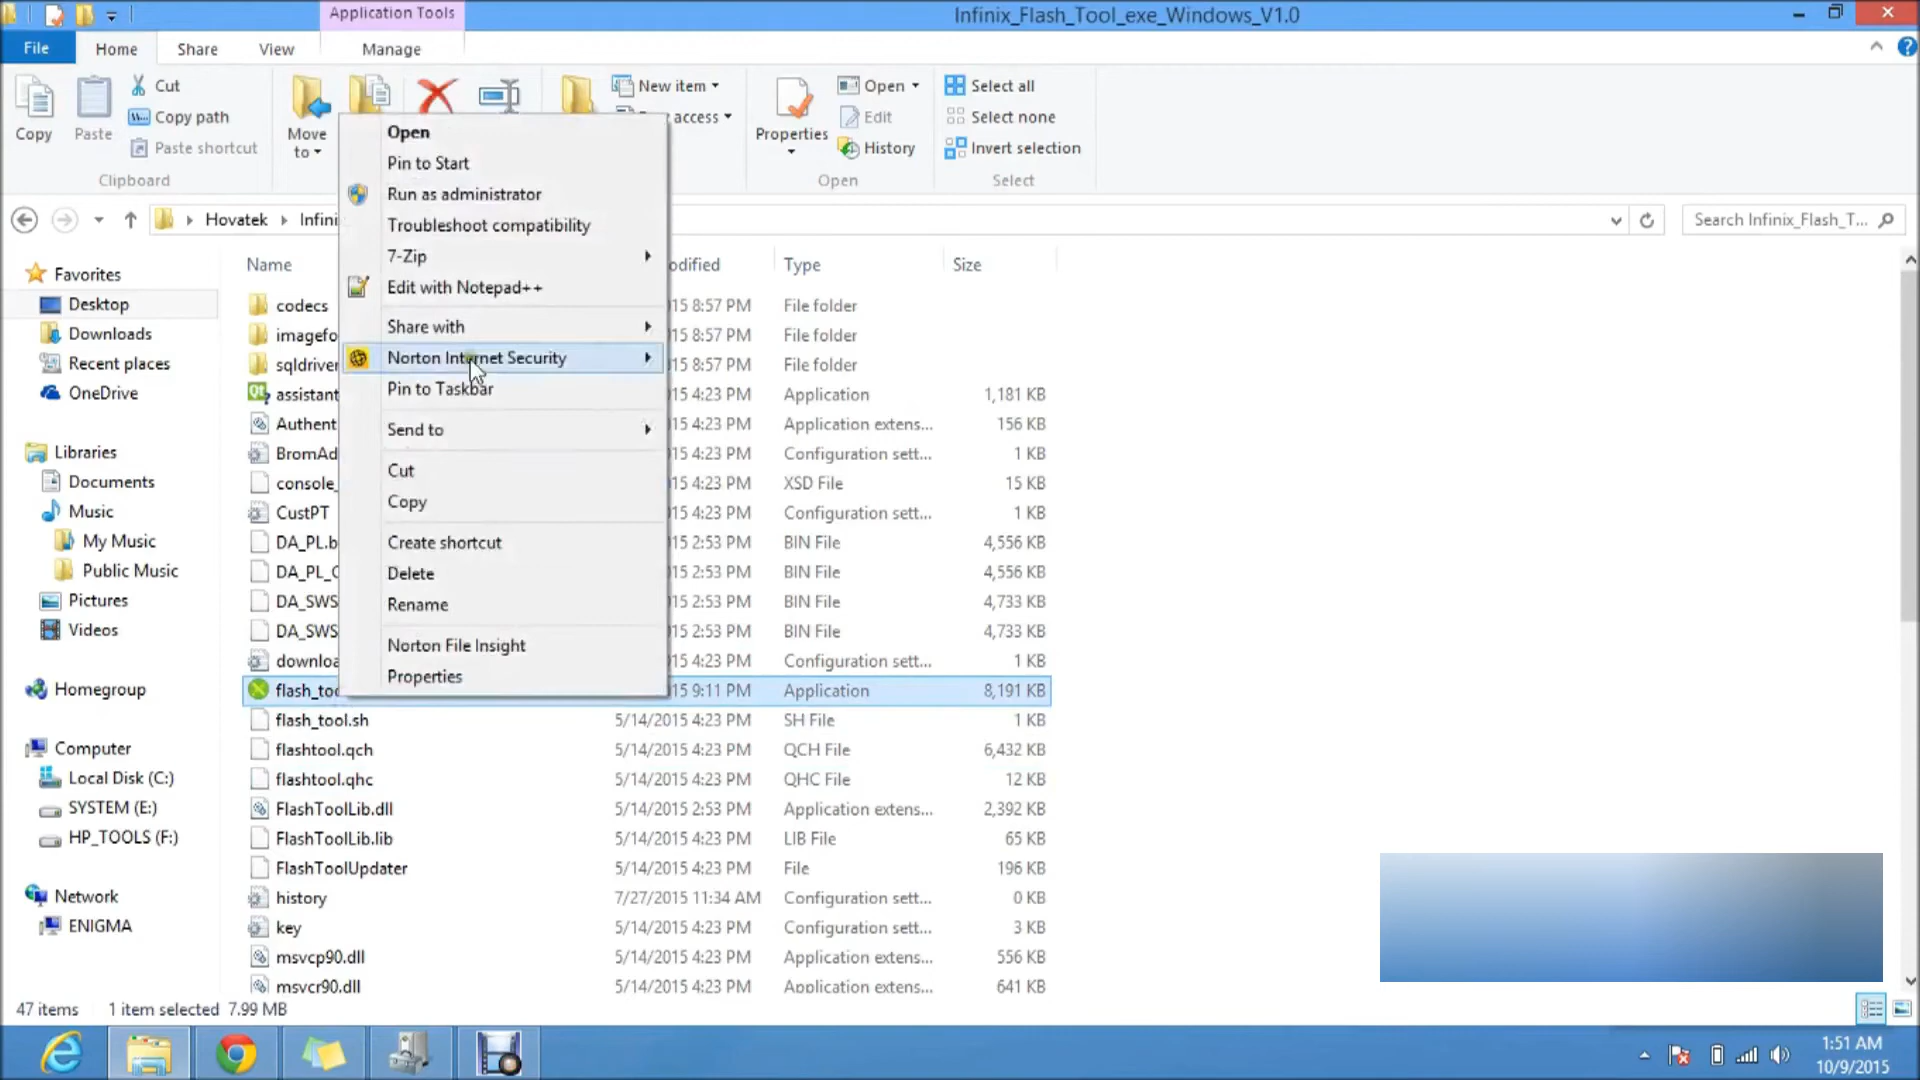 Application Tools
Infinix_Flash_Tool_exe_Windows_V1.0
File
Home
Share
View
Manage
Copy
Paste
Cut
Copy path
Paste shortcut
Clipboard
Move
to
New item
access
Properties
Open
Edit
History
Open
Select all
Select none
Invert selection
Select
Hovatek
Infini
Search Infinix_Flash_T...
Open
Pin to Start
Run as administrator
Troubleshoot compatibility
7-Zip
Edit with Notepad++
Share with
Norton Internet Security
Pin to Taskbar
Send to
Cut
Copy
Create shortcut
Delete
Rename
Norton File Insight
Properties
Favorites
Desktop
Downloads
Recent places
OneDrive
Libraries
Documents
Music
My Music
Public Music
Pictures
Videos
Homegroup
Computer
Local Disk (C:)
SYSTEM (E:)
HP_TOOLS (F:)
Network
ENIGMA
Name odified Type Size
codecs 15 8:57 PM File folder
imagefo 15 8:57 PM File folder
sqldriver 15 8:57 PM File folder
assistant 15 4:23 PM Application 1,181 KB
Authent 15 4:23 PM Application extens... 156 KB
BromAd 15 4:23 PM Configuration sett... 1 KB
console_ 15 4:23 PM XSD File 15 KB
CustPT 15 4:23 PM Configuration sett... 1 KB
DA_PL.b 15 2:53 PM BIN File 4,556 KB
DA_PL_C 15 2:53 PM BIN File 4,556 KB
DA_SWS 15 2:53 PM BIN File 4,733 KB
DA_SWS 15 2:53 PM BIN File 4,733 KB
downloa 15 4:23 PM Configuration sett... 1 KB
flash_too 15 9:11 PM Application 8,191 KB
flash_tool.sh 5/14/2015 4:23 PM SH File 1 KB
flashtool.qch 5/14/2015 4:23 PM QCH File 6,432 KB
flashtool.qhc 5/14/2015 4:23 PM QHC File 12 KB
FlashToolLib.dll 5/14/2015 2:53 PM Application extens... 2,392 KB
FlashToolLib.lib 5/14/2015 4:23 PM LIB File 65 KB
FlashToolUpdater 5/14/2015 4:23 PM File 196 KB
history 7/27/2015 11:34 AM Configuration sett... 0 KB
key 5/14/2015 4:23 PM Configuration sett... 3 KB
msvcp90.dll 5/14/2015 4:23 PM Application extens... 556 KB
msvcr90.dll 5/14/2015 4:23 PM Application extens... 641 KB
47 items 1 item selected 7.99 MB
1:51 AM
10/9/2015